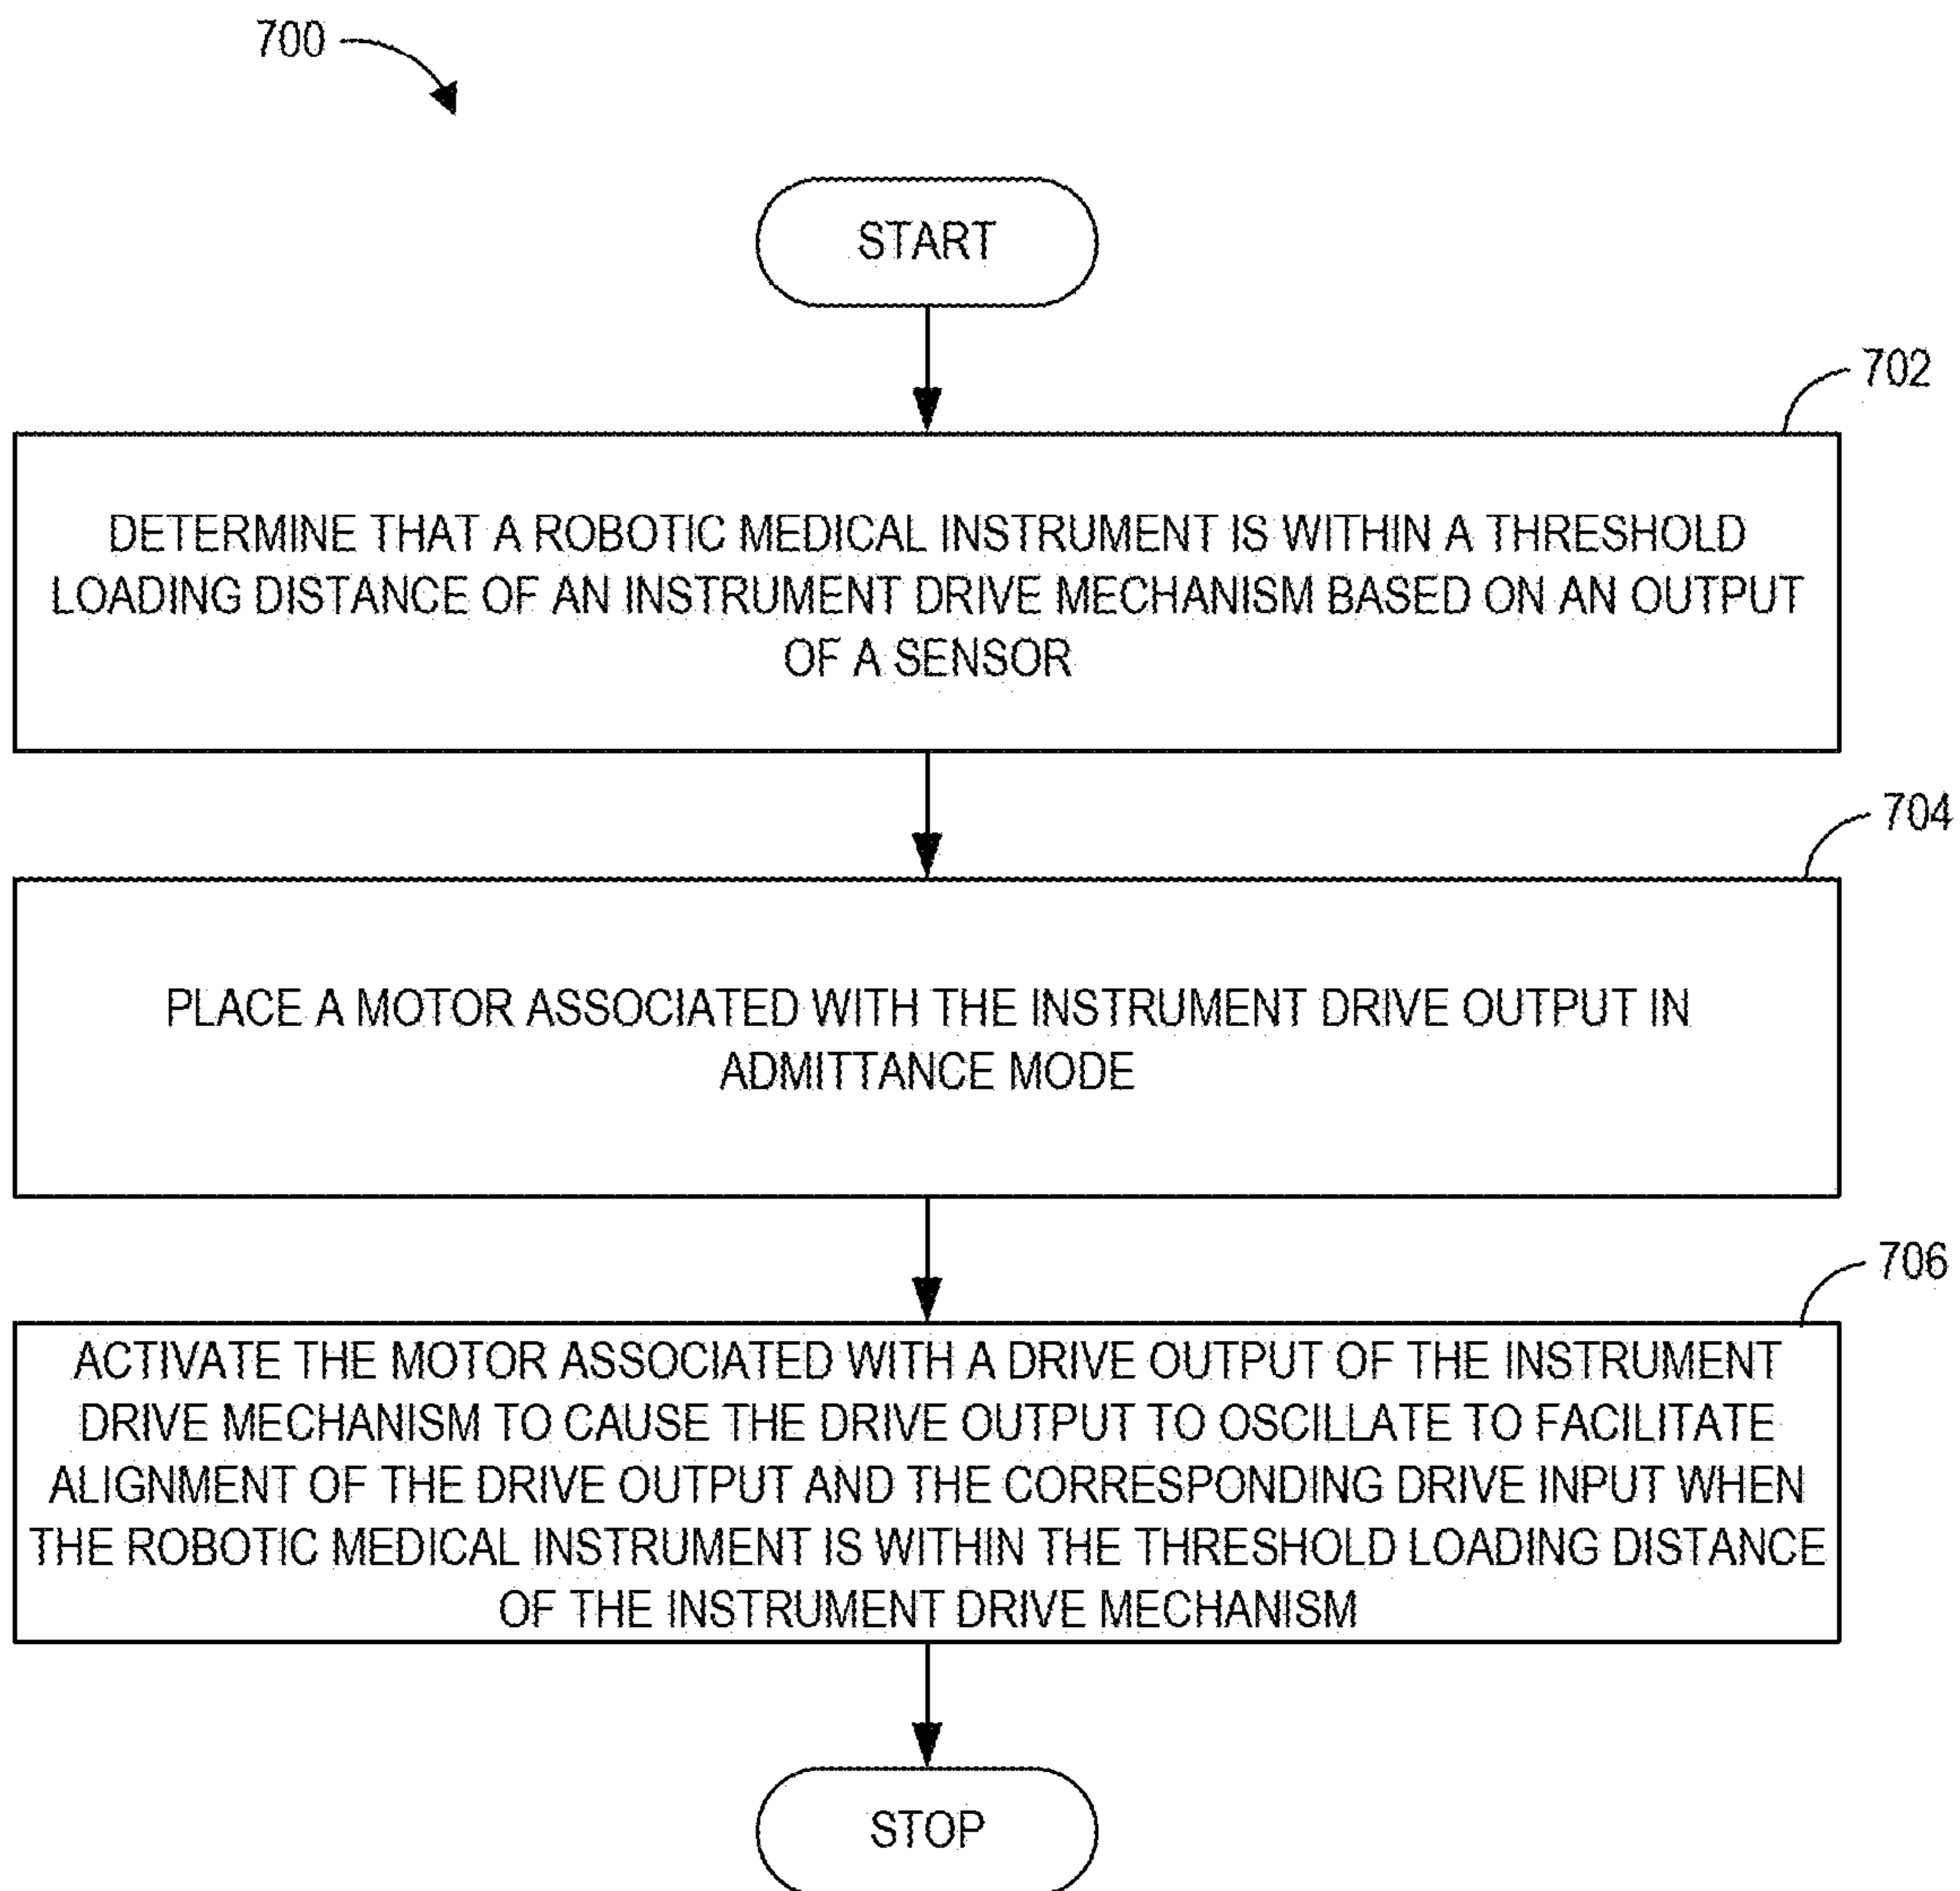 700
START
702
DETERMINE THAT A ROBOTIC MEDICAL INSTRUMENT IS WITHIN A THRESHOLD
LOADING DISTANCE OF AN INSTRUMENT DRIVE MECHANISM BASED ON AN OUTPUT
OF A SENSOR
704
PLACE A MOTOR ASSOCIATED WITH THE INSTRUMENT DRIVE OUTPUT IN
ADMITTANCE MODE
706
ACTIVATE THE MOTOR ASSOCIATED WITH A DRIVE OUTPUT OF THE INSTRUMENT
DRIVE MECHANISM TO CAUSE THE DRIVE OUTPUT TO OSCILLATE TO FACILITATE
ALIGNMENT OF THE DRIVE OUTPUT AND THE CORRESPONDING DRIVE INPUT WHEN
THE ROBOTIC MEDICAL INSTRUMENT IS WITHIN THE THRESHOLD LOADING DISTANCE
OF THE INSTRUMENT DRIVE MECHANISM
STOP